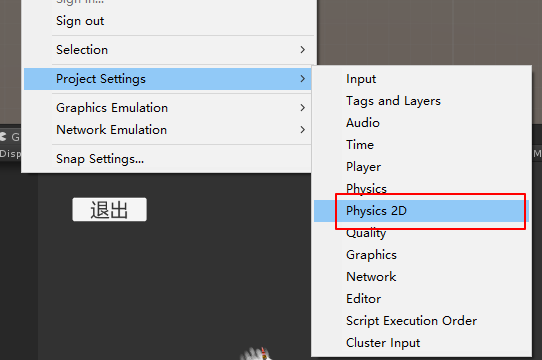 Sign in...
Sign out
Selection
Project Settings
Graphics Emulation
Network Emulation
Snap Settings...
Input
Tags and Layers
Audio
Time
Player
Physics
Physics 2D
Quality
Graphics
Network
Editor
Script Execution Order
Cluster Input
G
Disp
M
退出